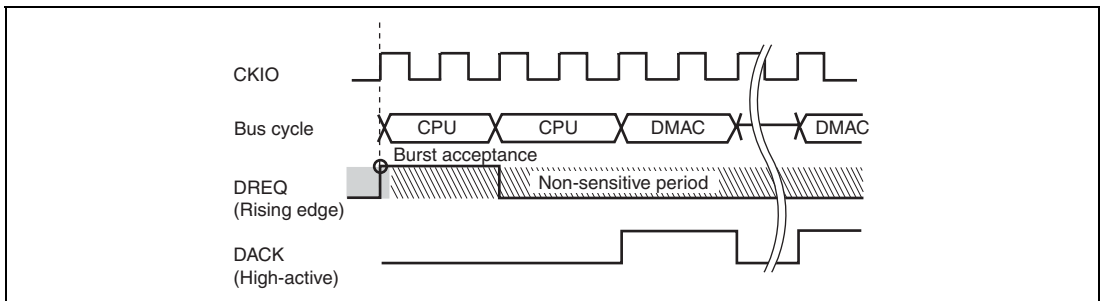 CKIO
Bus cycle
CPU
CPU
DMAC
DMAC
Burst acceptance
DREQ
(Rising edge)
Non-sensitive period
DACK
(High-active)